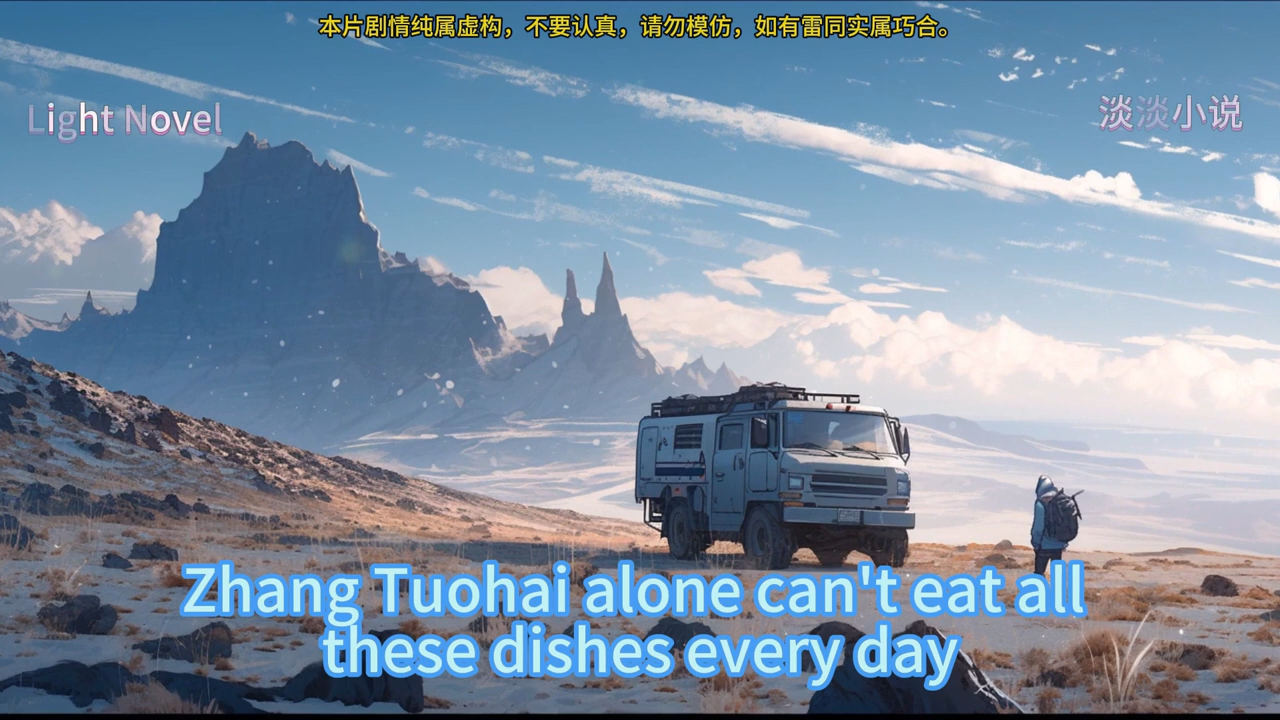 本片剧情纯属虚构，不要认真，请勿模仿，如有雷同实属巧合。
Light Novel
淡淡小说
Zhang Tuohai alone can't eat all
these dishes every day